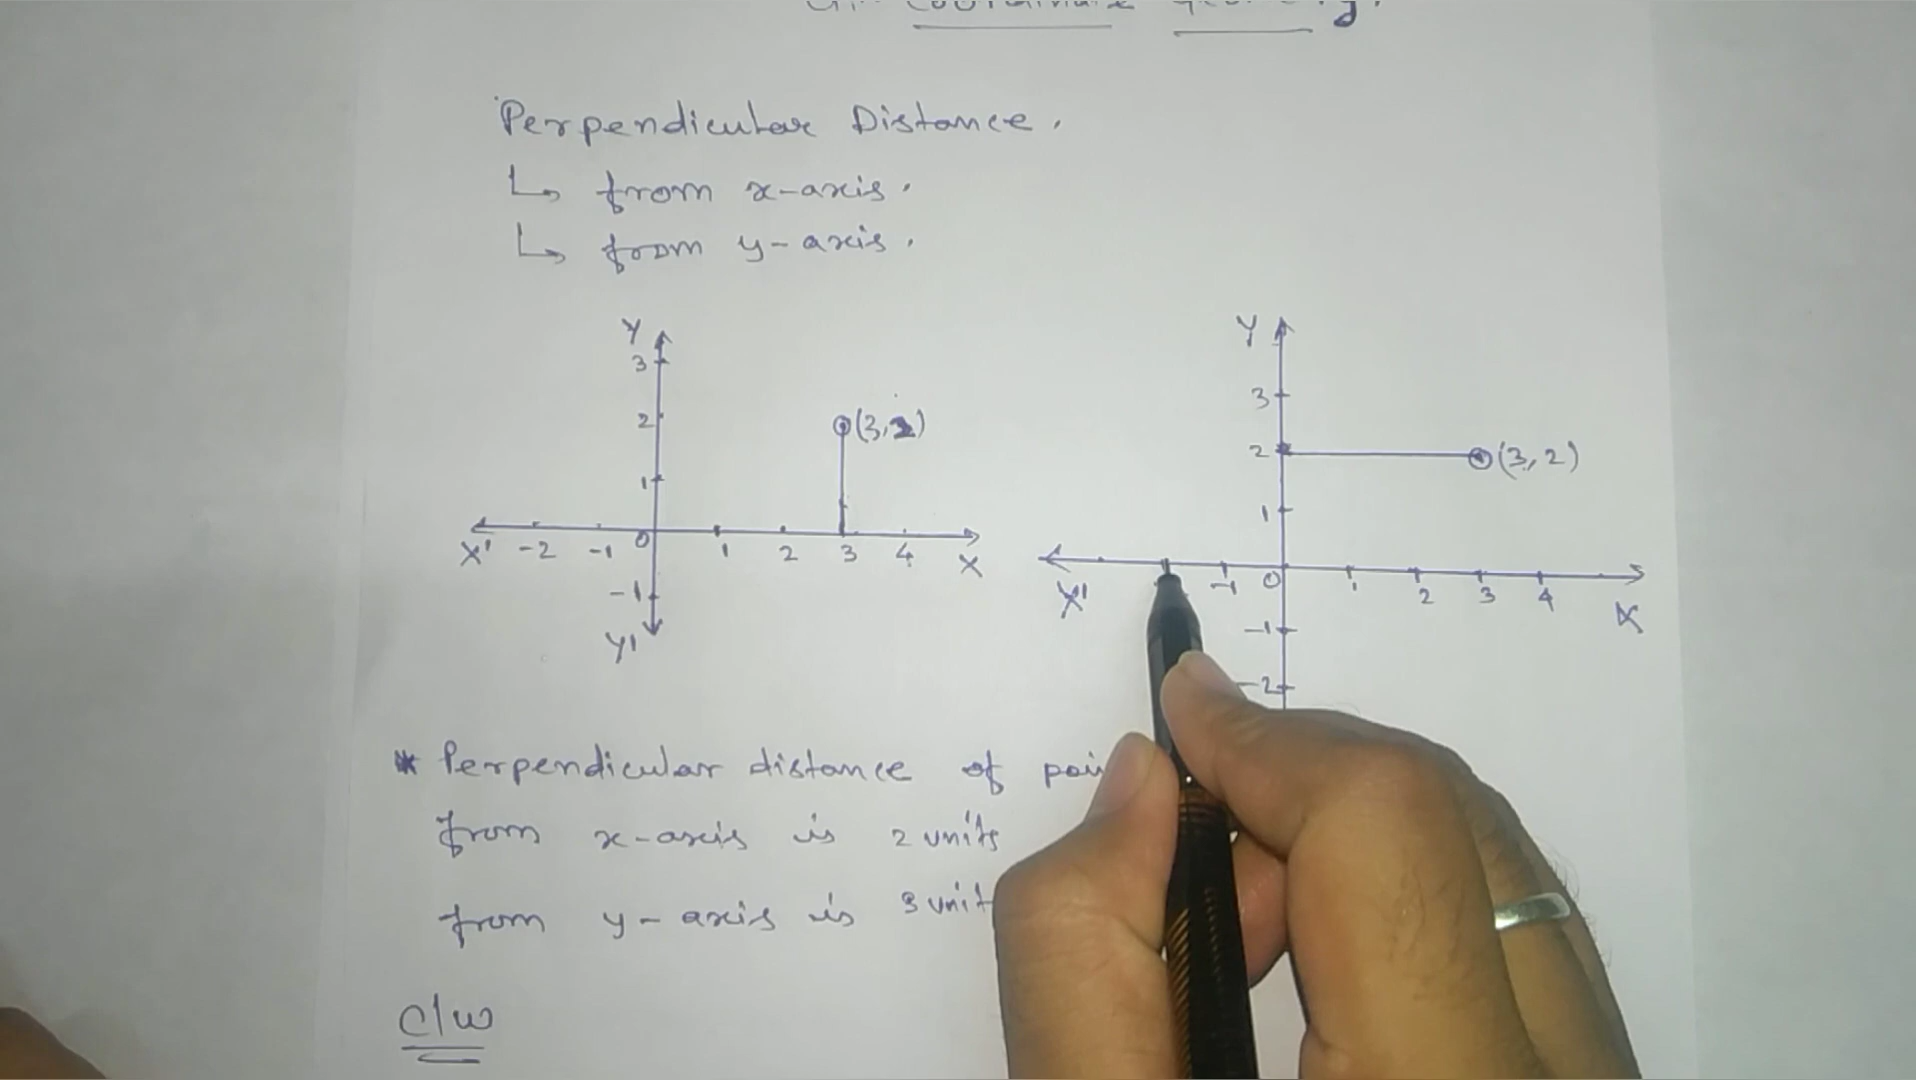 Coordinate Geometry.
Perpendicular Distance.
↳ from x-axis.
↳ from y-axis.
Y
3
2
1
(3,2)
X' -2 -1 0 1 2 3 4 X
-1
Y'
Y
3
2
1
(3,2)
X' -1 0 1 2 3 4 X
-1
-2
* Perpendicular distance of
from x-axis is 2 units
from y-axis is 3 unit
C/W